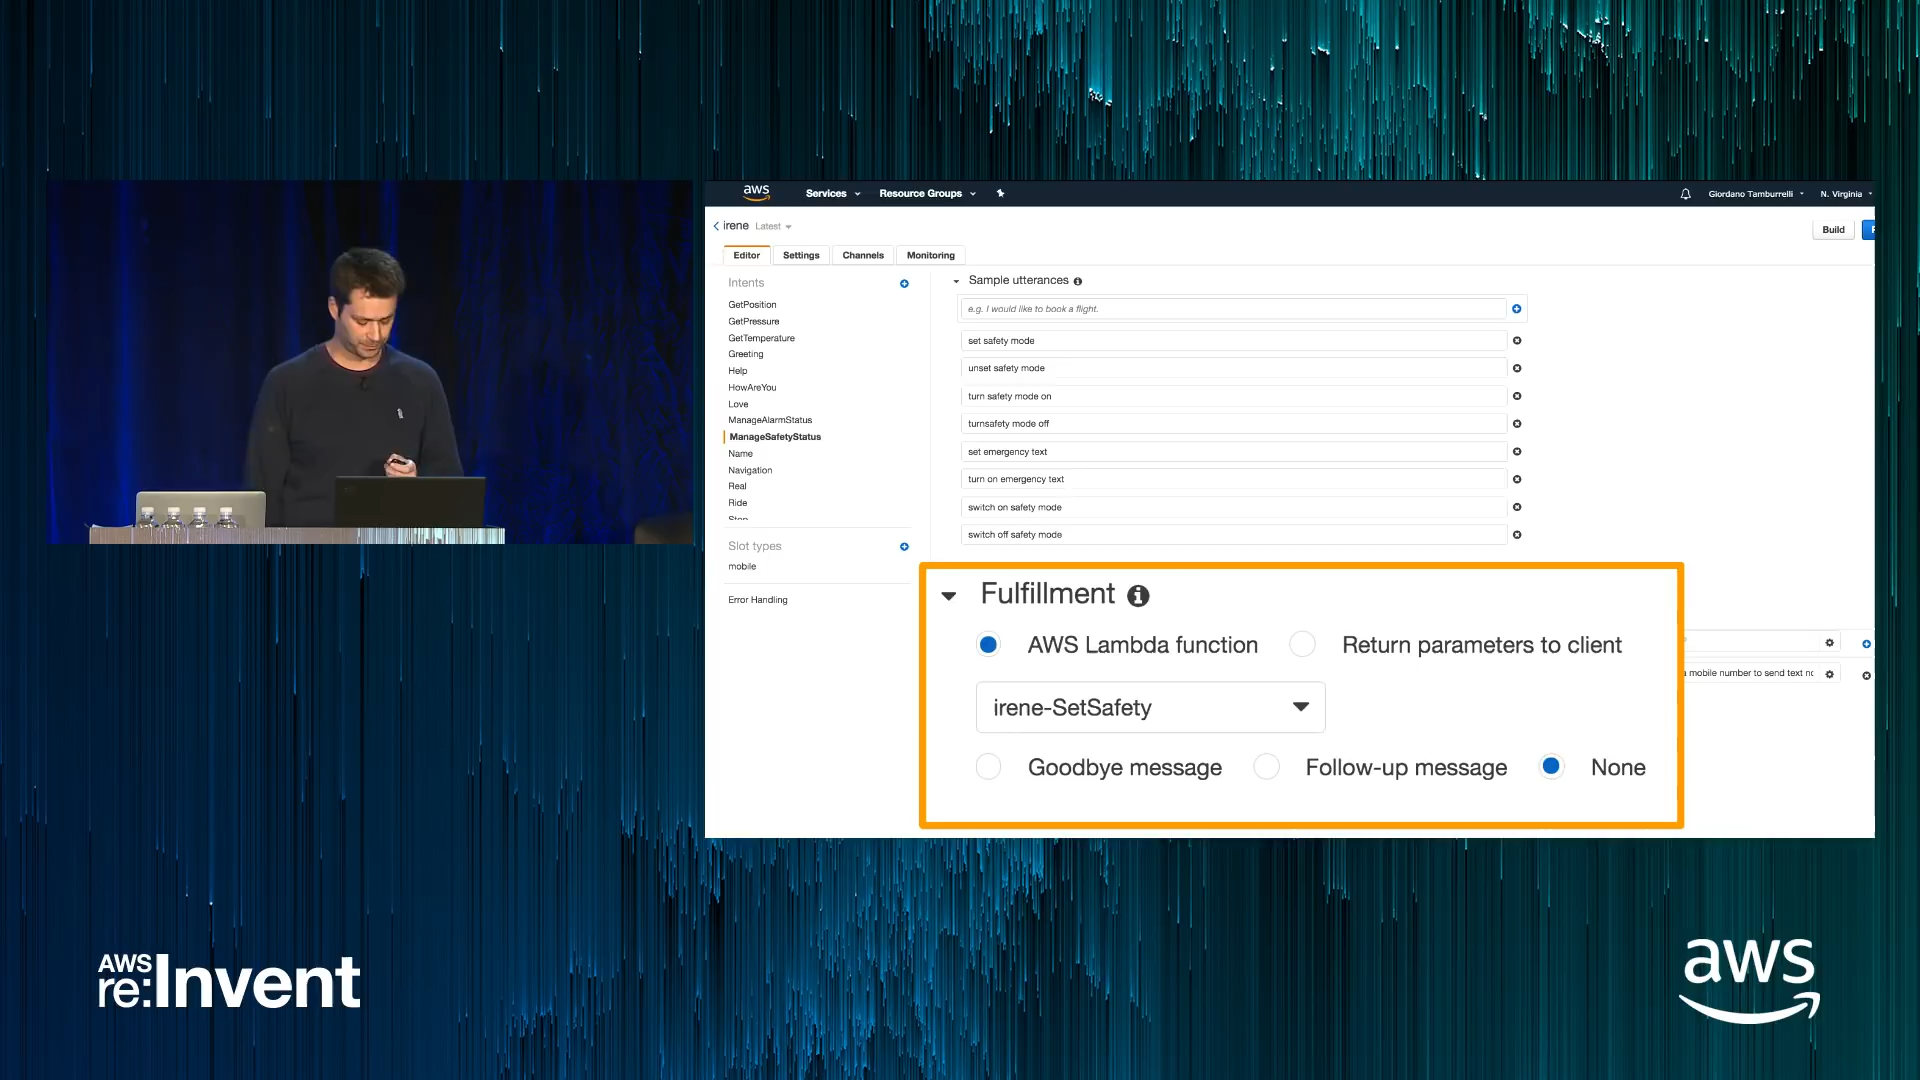 aws
Services
Resource Groups
Giordano Tamburrelli
N. Virginia
irene
Latest
Build
Editor
Settings
Channels
Monitoring
Intents
GetPosition
GetPressure
GetTemperature
Greeting
Help
HowAreYou
Love
ManageAlarmStatus
ManageSafetyStatus
Name
Navigation
Real
Ride
Stop
Slot types
mobile
Error Handling
Sample utterances
e.g. I would like to book a flight.
set safety mode
unset safety mode
turn safety mode on
turnsafety mode off
set emergency text
turn on emergency text
switch on safety mode
switch off safety mode
Fulfillment
AWS Lambda function
Return parameters to client
irene-SetSafety
Goodbye message
Follow-up message
None
mobile number to send text
AWS
re:Invent
aws